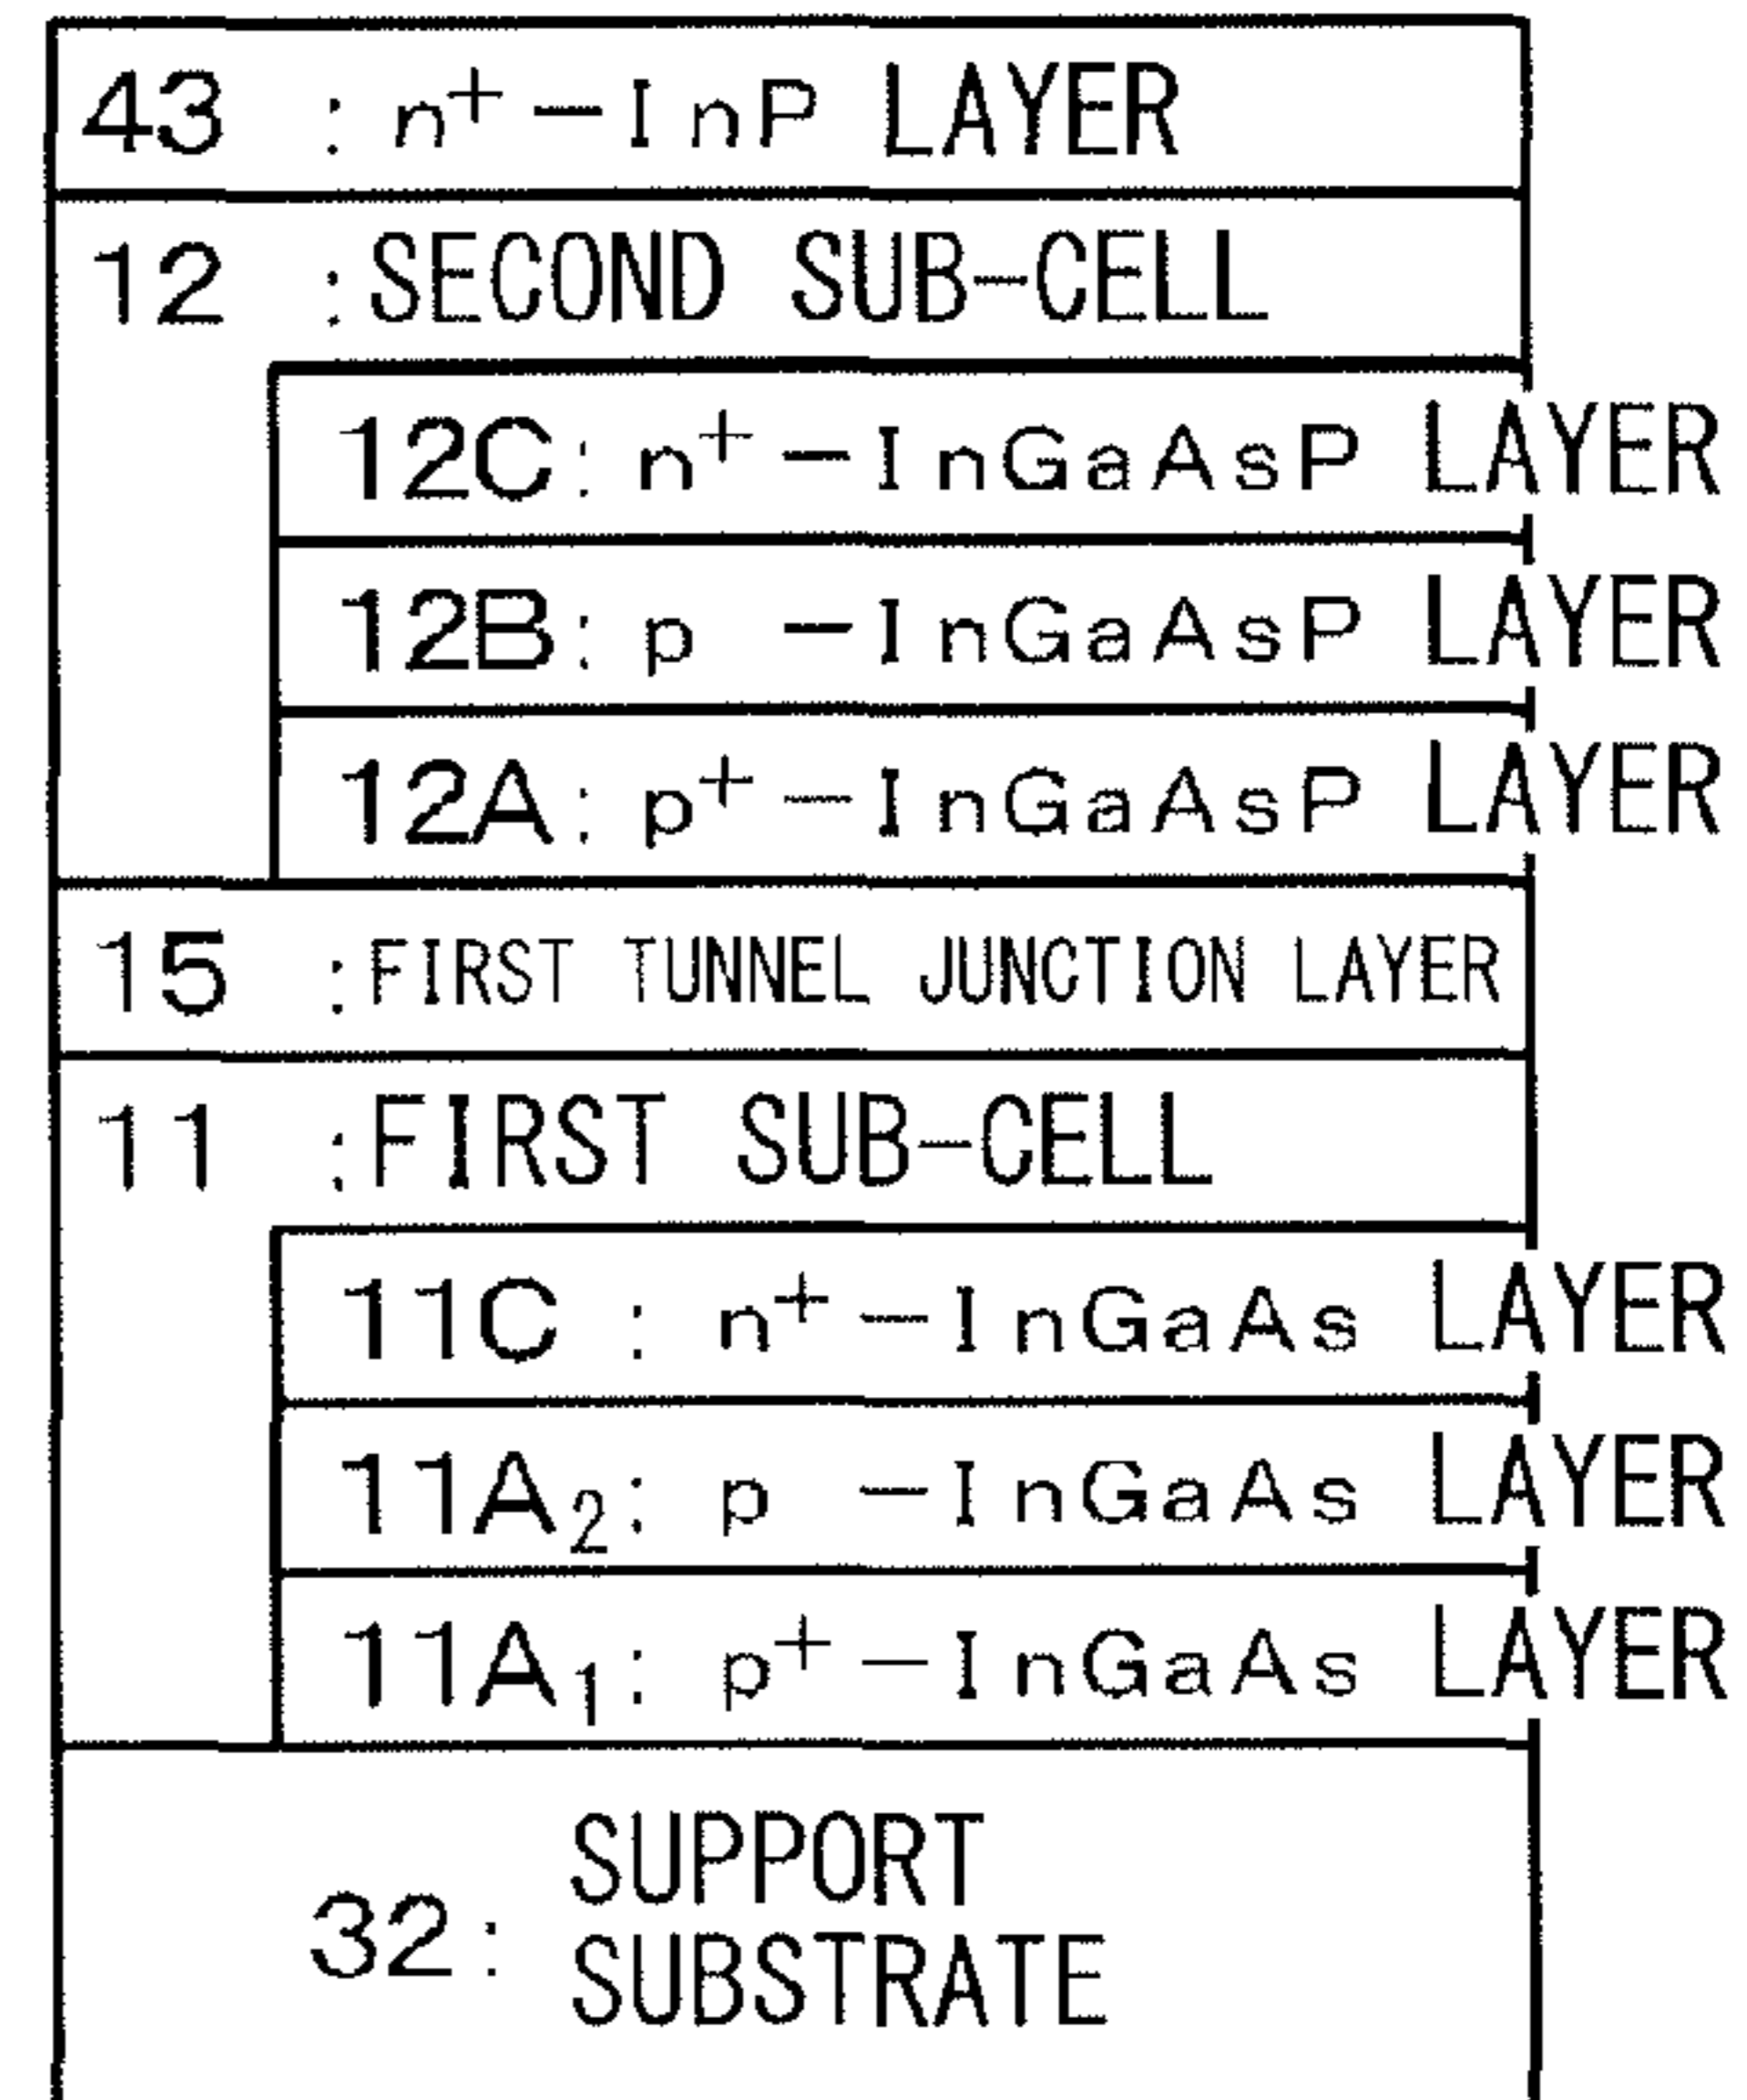 43 : n⁺-InP LAYER
12 : SECOND SUB-CELL
12C: n⁺-InGaAsP LAYER
12B: p -InGaAsP LAYER
12A: p⁺-InGaAsP LAYER
15 : FIRST TUNNEL JUNCTION LAYER
11 : FIRST SUB-CELL
11C : n⁺-InGaAs LAYER
11A₂: p -InGaAs LAYER
11A₁: p⁺-InGaAs LAYER
32: SUPPORT
SUBSTRATE